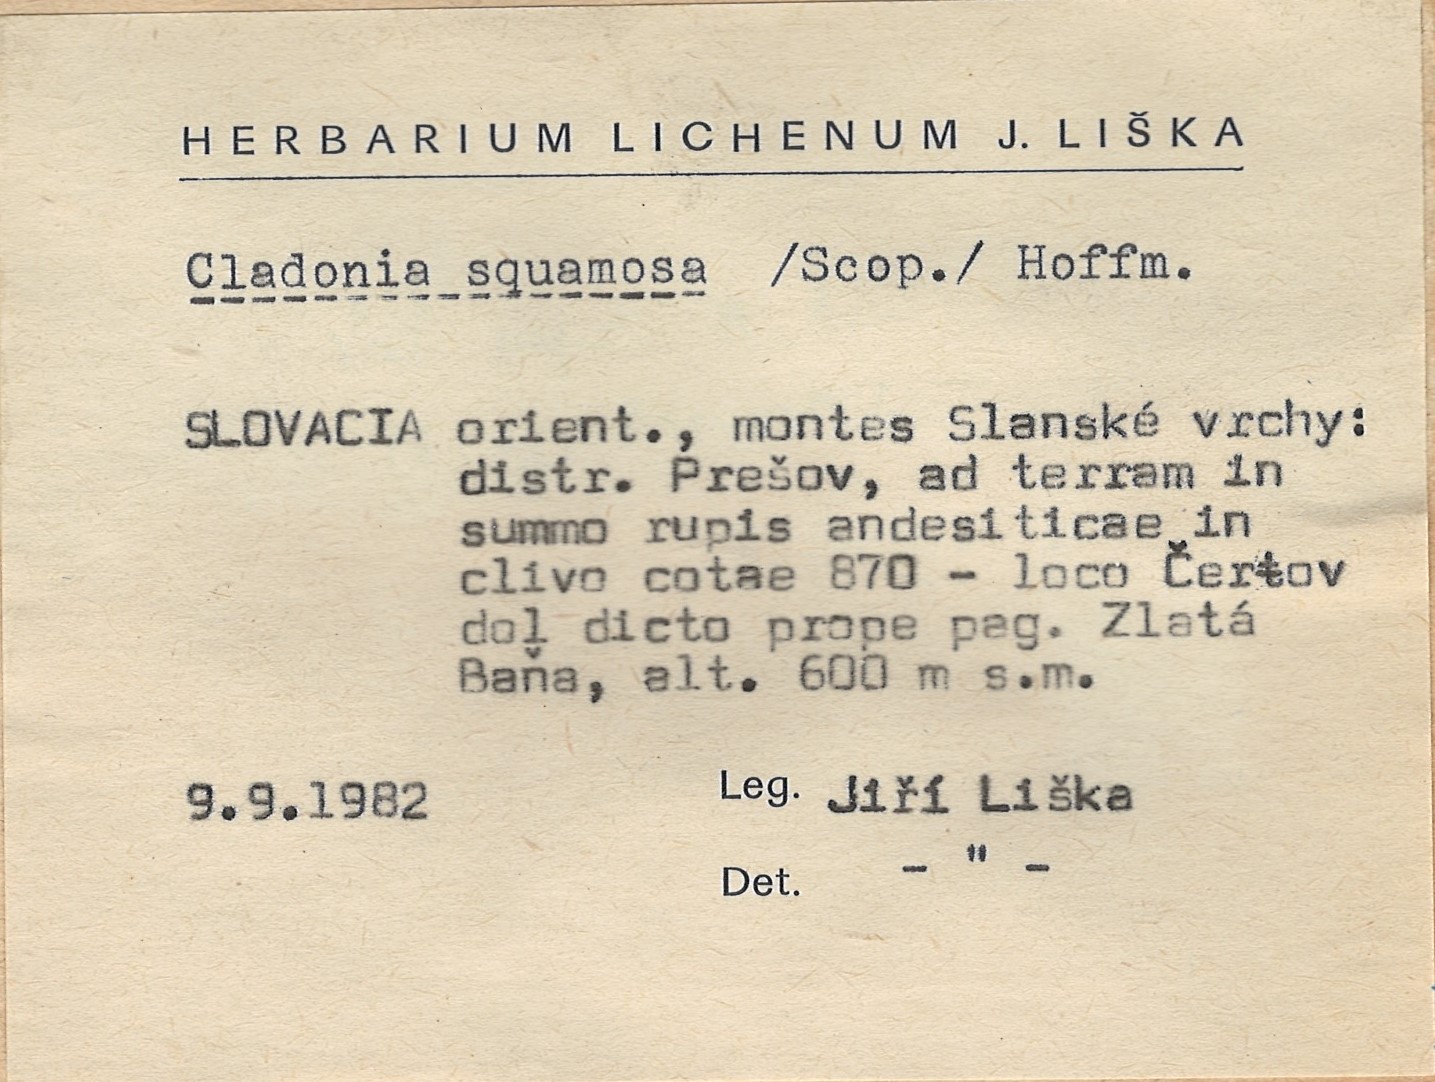 HERBARIUM LICHENUM J. LIŠKA
Cladonia squamosa /Scop./ Hoffm.
SLOVACIA orient., montes Slanské vrchy:
distr. Prešov, ad terram in
summo rupis andesiticae in
clivo cotae 870 - loco Čertov
dol dicto prope pag. Zlatá
Baňa, alt. 600 m s.m.
9.9.1982 Leg. Jiří Liška
Det. - " -